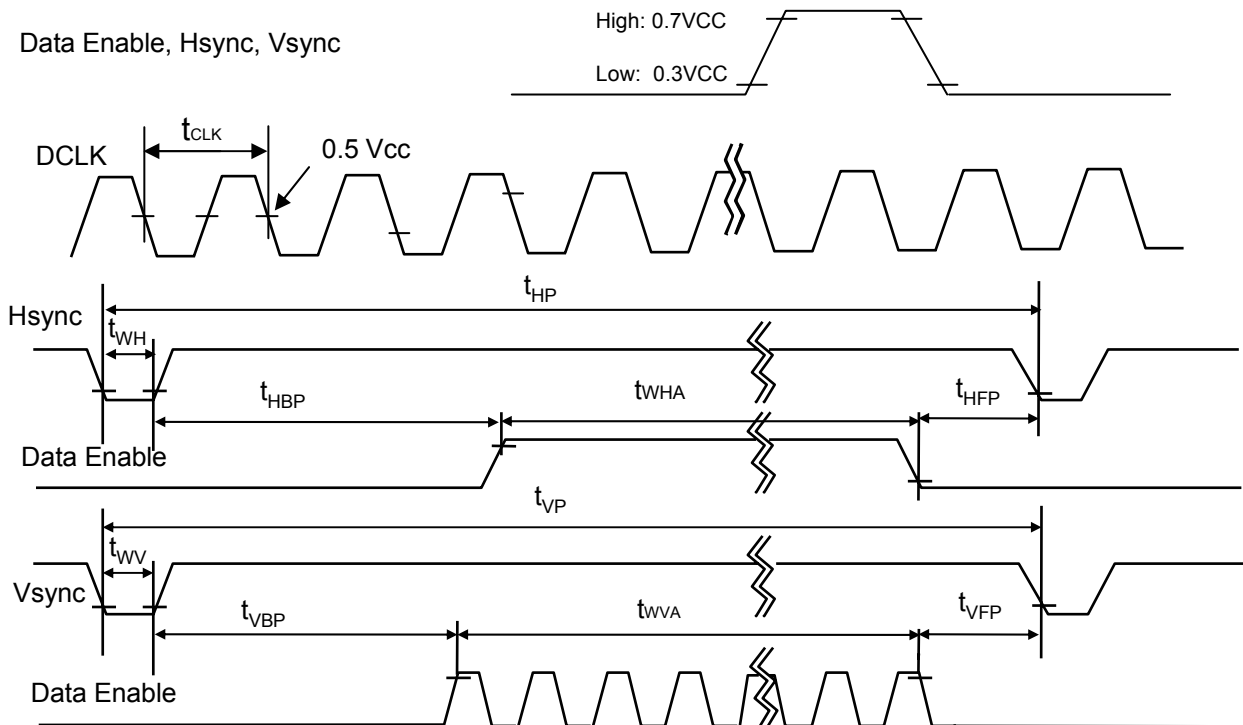 High: 0.7VCC
Data Enable, Hsync, Vsync
Low: 0.3VCC
tCLK
DCLK
0.5 Vcc
tHP
Hsync
tWH
tHBP
tWHA
tHFP
Data Enable
tVP
tWV
Vsync
tVBP
tWVA
tVFP
Data Enable